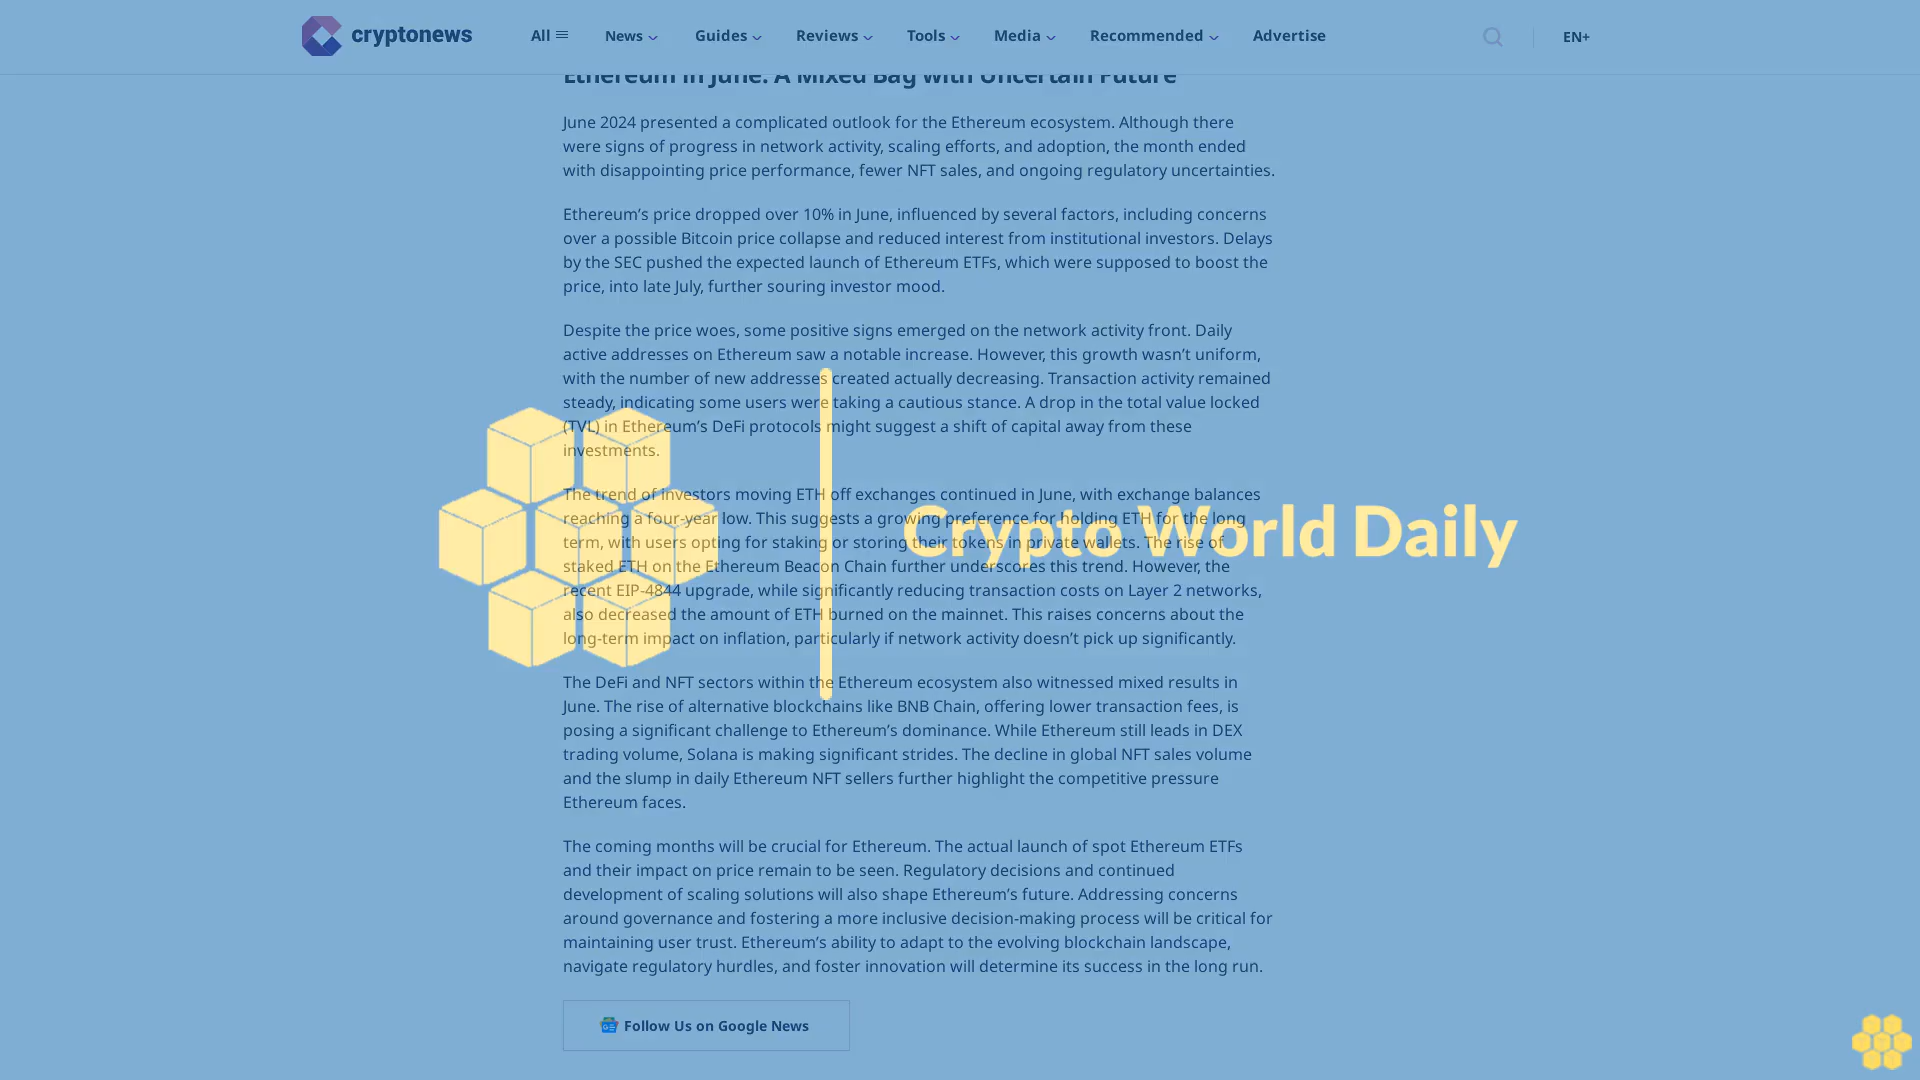 cryptonews
All
News
Guides
Reviews
Tools
Media
Recommended
Advertise
EN+
Ethereum in June: A Mixed Bag with Uncertain Future
June 2024 presented a complicated outlook for the Ethereum ecosystem. Although there
were signs of progress in network activity, scaling efforts, and adoption, the month ended
with disappointing price performance, fewer NFT sales, and ongoing regulatory uncertainties.
Ethereum’s price dropped over 10% in June, influenced by several factors, including concerns
over a possible Bitcoin price collapse and reduced interest from institutional investors. Delays
by the SEC pushed the expected launch of Ethereum ETFs, which were supposed to boost the
price, into late July, further souring investor mood.
Despite the price woes, some positive signs emerged on the network activity front. Daily
active addresses on Ethereum saw a notable increase. However, this growth wasn’t uniform,
with the number of new addresses created actually decreasing. Transaction activity remained
steady, indicating some users were taking a cautious stance. A drop in the total value locked
(TVL) in Ethereum’s DeFi protocols might suggest a shift of capital away from these
investments.
The trend of investors moving ETH off exchanges continued in June, with exchange balances
reaching a four-year low. This suggests a growing preference for holding ETH for the long
term, with users opting for staking or storing their tokens in private wallets. The rise of
staked ETH on the Ethereum Beacon Chain further underscores this trend. However, the
recent EIP-4844 upgrade, while significantly reducing transaction costs on Layer 2 networks,
also decreased the amount of ETH burned on the mainnet. This raises concerns about the
long-term impact on inflation, particularly if network activity doesn’t pick up significantly.
Crypto World Daily
The DeFi and NFT sectors within the Ethereum ecosystem also witnessed mixed results in
June. The rise of alternative blockchains like BNB Chain, offering lower transaction fees, is
posing a significant challenge to Ethereum’s dominance. While Ethereum still leads in DEX
trading volume, Solana is making significant strides. The decline in global NFT sales volume
and the slump in daily Ethereum NFT sellers further highlight the competitive pressure
Ethereum faces.
The coming months will be crucial for Ethereum. The actual launch of spot Ethereum ETFs
and their impact on price remain to be seen. Regulatory decisions and continued
development of scaling solutions will also shape Ethereum’s future. Addressing concerns
around governance and fostering a more inclusive decision-making process will be critical for
maintaining user trust. Ethereum’s ability to adapt to the evolving blockchain landscape,
navigate regulatory hurdles, and foster innovation will determine its success in the long run.
Follow Us on Google News